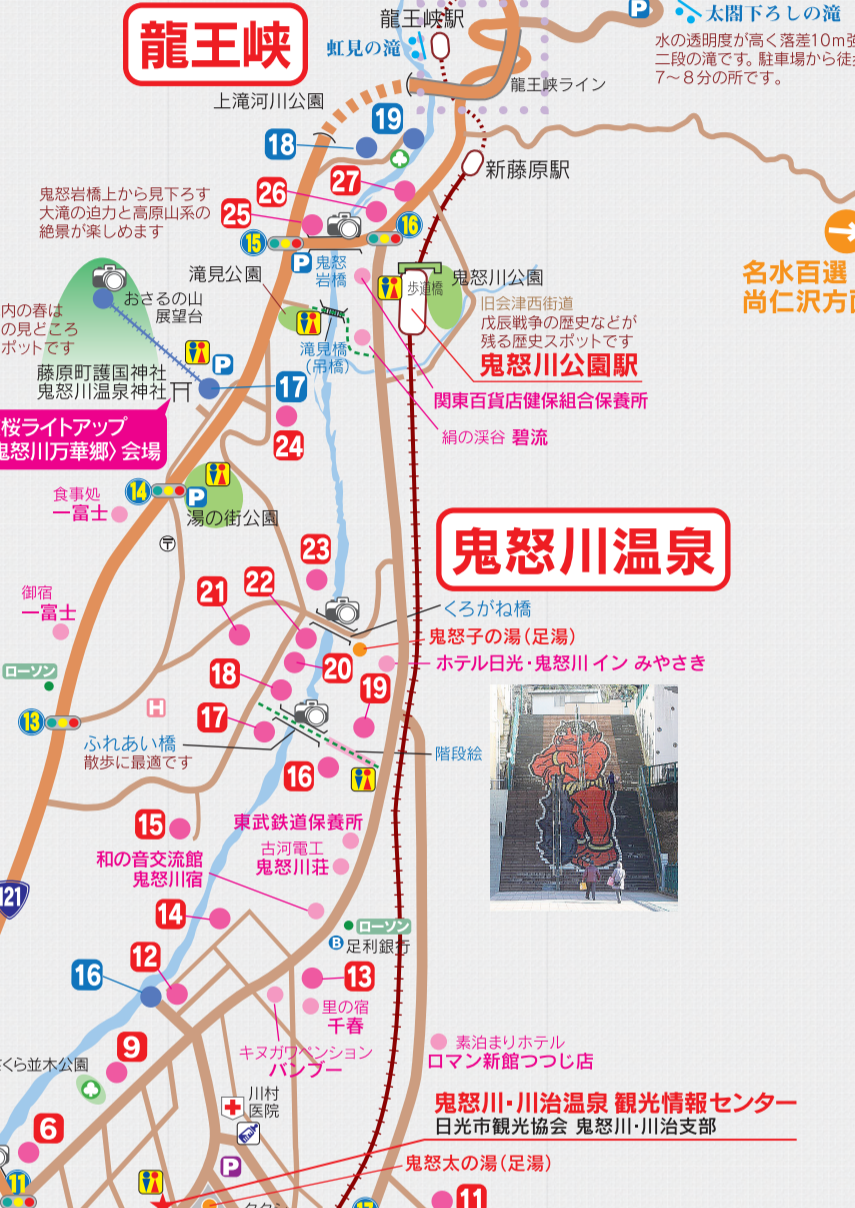 龍王峡駅
太閤下ろしの滝
龍王峡
虹見の滝
水の透明度が高く落差10m強
二段の滝です。駐車場から徒歩
7〜8分の所です。
龍王峡ライン
上滝河川公園
19
18
新藤原駅
27
26
25
鬼怒岩橋上から見下ろす
大滝の迫力と高原山系の
絶景が楽しめます
16
15
P
鬼怒
岩橋
滝見公園
鬼怒川公園
歩道橋
名水百選
尚仁沢方面
おさるの山
展望台
旧会津西街道
戊辰戦争の歴史などが
残る歴史スポットです
内の春は
の見どころ
ポットです
滝見橋
(吊橋)
鬼怒川公園駅
P
藤原町護国神社
鬼怒川温泉神社
17
関東百貨店健保組合保養所
桜ライトアップ
鬼怒川万華郷〉会場
24
絹の渓谷 碧流
14
P
食事処
一富士
湯の街公園
鬼怒川温泉
23
22
21
御宿
一富士
くろがね橋
鬼怒子の湯(足湯)
20
ホテル日光・鬼怒川 イン みやさき
ローソン
18
19
H
13
17
ふれあい橋
散歩に最適です
階段絵
16
15
東武鉄道保養所
古河電工
鬼怒川荘
和の音交流館
鬼怒川宿
121
14
ローソン
B
足利銀行
12
16
13
里の宿
千春
キヌガワペンション
バンブー
9
素泊まりホテル
ロマン新館つつじ店
くら並木公園
川村
医院
鬼怒川・川治温泉 観光情報センター
日光市観光協会 鬼怒川・川治支部
6
P
鬼怒太の湯(足湯)
11
11